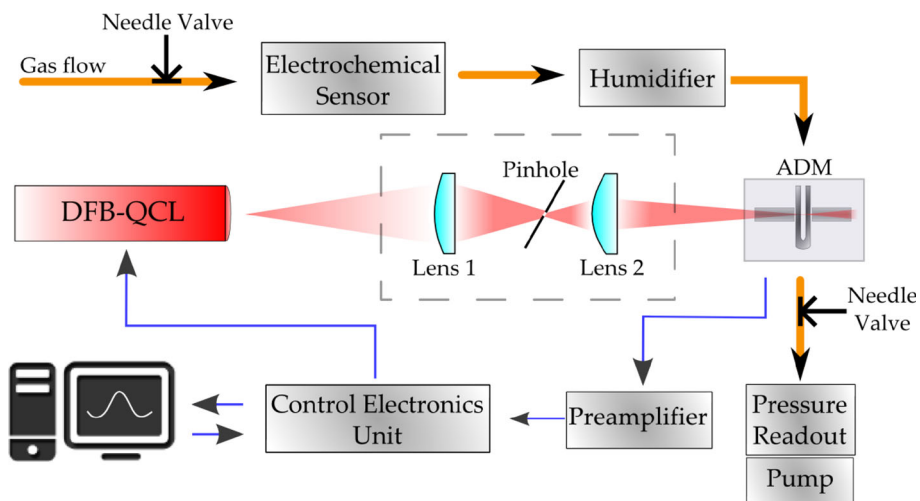 Needle Valve
Gas flow
Electrochemical
Sensor
Humidifier
ADM
Pinhole
DFB-QCL
Lens 1
Lens 2
Needle
Valve
Control Electronics
Unit
Preamplifier
Pressure
Readout
Pump